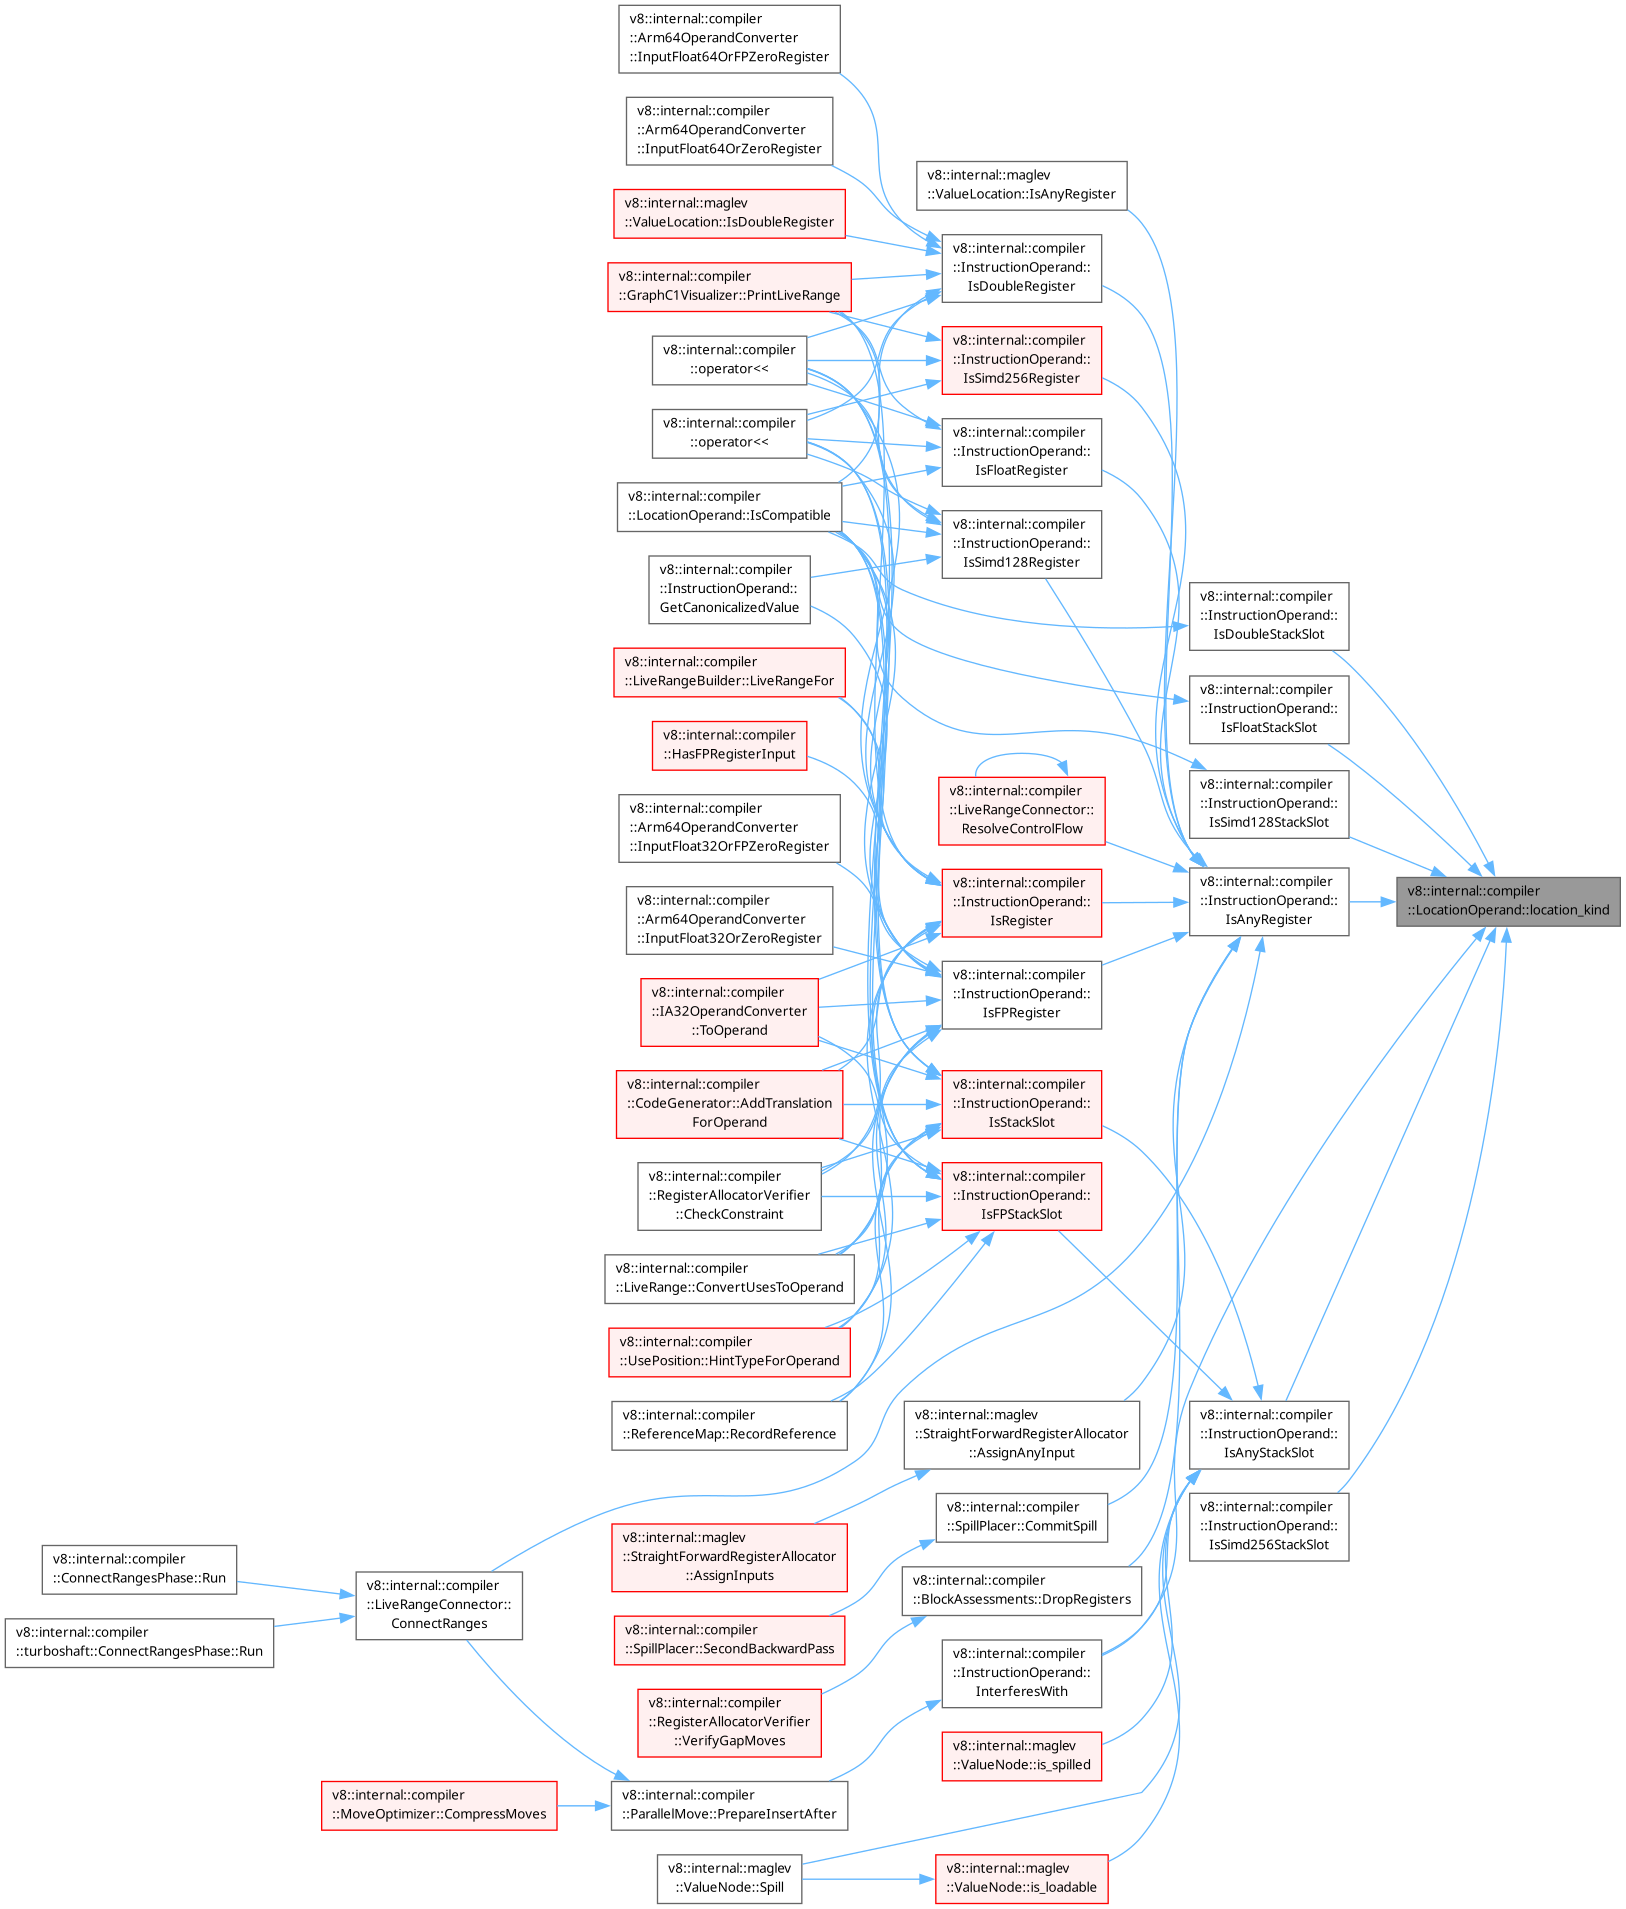 v8::internal::compiler
::Arm64OperandConverter
::InputFloat64OrFPZeroRegister
v8::internal::compiler
::Arm64OperandConverter
::InputFloat64OrZeroRegister
v8::internal::maglev
::ValueLocation::IsDoubleRegister
v8::internal::compiler
::GraphC1Visualizer::PrintLiveRange
v8::internal::compiler
::operator<<
v8::internal::compiler
::operator<<
v8::internal::compiler
::LocationOperand::IsCompatible
v8::internal::compiler
::InstructionOperand::
GetCanonicalizedValue
v8::internal::compiler
::LiveRangeBuilder::LiveRangeFor
v8::internal::compiler
::HasFPRegisterInput
v8::internal::compiler
::Arm64OperandConverter
::InputFloat32OrFPZeroRegister
v8::internal::compiler
::Arm64OperandConverter
::InputFloat32OrZeroRegister
v8::internal::compiler
::IA32OperandConverter
::ToOperand
v8::internal::compiler
::CodeGenerator::AddTranslation
ForOperand
v8::internal::compiler
::RegisterAllocatorVerifier
::CheckConstraint
v8::internal::compiler
::LiveRange::ConvertUsesToOperand
v8::internal::compiler
::UsePosition::HintTypeForOperand
v8::internal::compiler
::ReferenceMap::RecordReference
v8::internal::maglev
::StraightForwardRegisterAllocator
::AssignInputs
v8::internal::compiler
::SpillPlacer::SecondBackwardPass
v8::internal::compiler
::RegisterAllocatorVerifier
::VerifyGapMoves
v8::internal::compiler
::ParallelMove::PrepareInsertAfter
v8::internal::maglev
::ValueNode::Spill
v8::internal::compiler
::ConnectRangesPhase::Run
v8::internal::compiler
::turboshaft::ConnectRangesPhase::Run
v8::internal::compiler
::LiveRangeConnector::
ConnectRanges
v8::internal::compiler
::MoveOptimizer::CompressMoves
v8::internal::maglev
::ValueLocation::IsAnyRegister
v8::internal::compiler
::InstructionOperand::
IsDoubleRegister
v8::internal::compiler
::InstructionOperand::
IsSimd256Register
v8::internal::compiler
::InstructionOperand::
IsFloatRegister
v8::internal::compiler
::InstructionOperand::
IsSimd128Register
v8::internal::compiler
::LiveRangeConnector::
ResolveControlFlow
v8::internal::compiler
::InstructionOperand::
IsRegister
v8::internal::compiler
::InstructionOperand::
IsFPRegister
v8::internal::compiler
::InstructionOperand::
IsStackSlot
v8::internal::compiler
::InstructionOperand::
IsFPStackSlot
v8::internal::maglev
::StraightForwardRegisterAllocator
::AssignAnyInput
v8::internal::compiler
::SpillPlacer::CommitSpill
v8::internal::compiler
::BlockAssessments::DropRegisters
v8::internal::compiler
::InstructionOperand::
InterferesWith
v8::internal::maglev
::ValueNode::is_spilled
v8::internal::maglev
::ValueNode::is_loadable
v8::internal::compiler
::InstructionOperand::
IsDoubleStackSlot
v8::internal::compiler
::InstructionOperand::
IsFloatStackSlot
v8::internal::compiler
::InstructionOperand::
IsSimd128StackSlot
v8::internal::compiler
::InstructionOperand::
IsAnyRegister
v8::internal::compiler
::InstructionOperand::
IsAnyStackSlot
v8::internal::compiler
::InstructionOperand::
IsSimd256StackSlot
v8::internal::compiler
::LocationOperand::location_kind